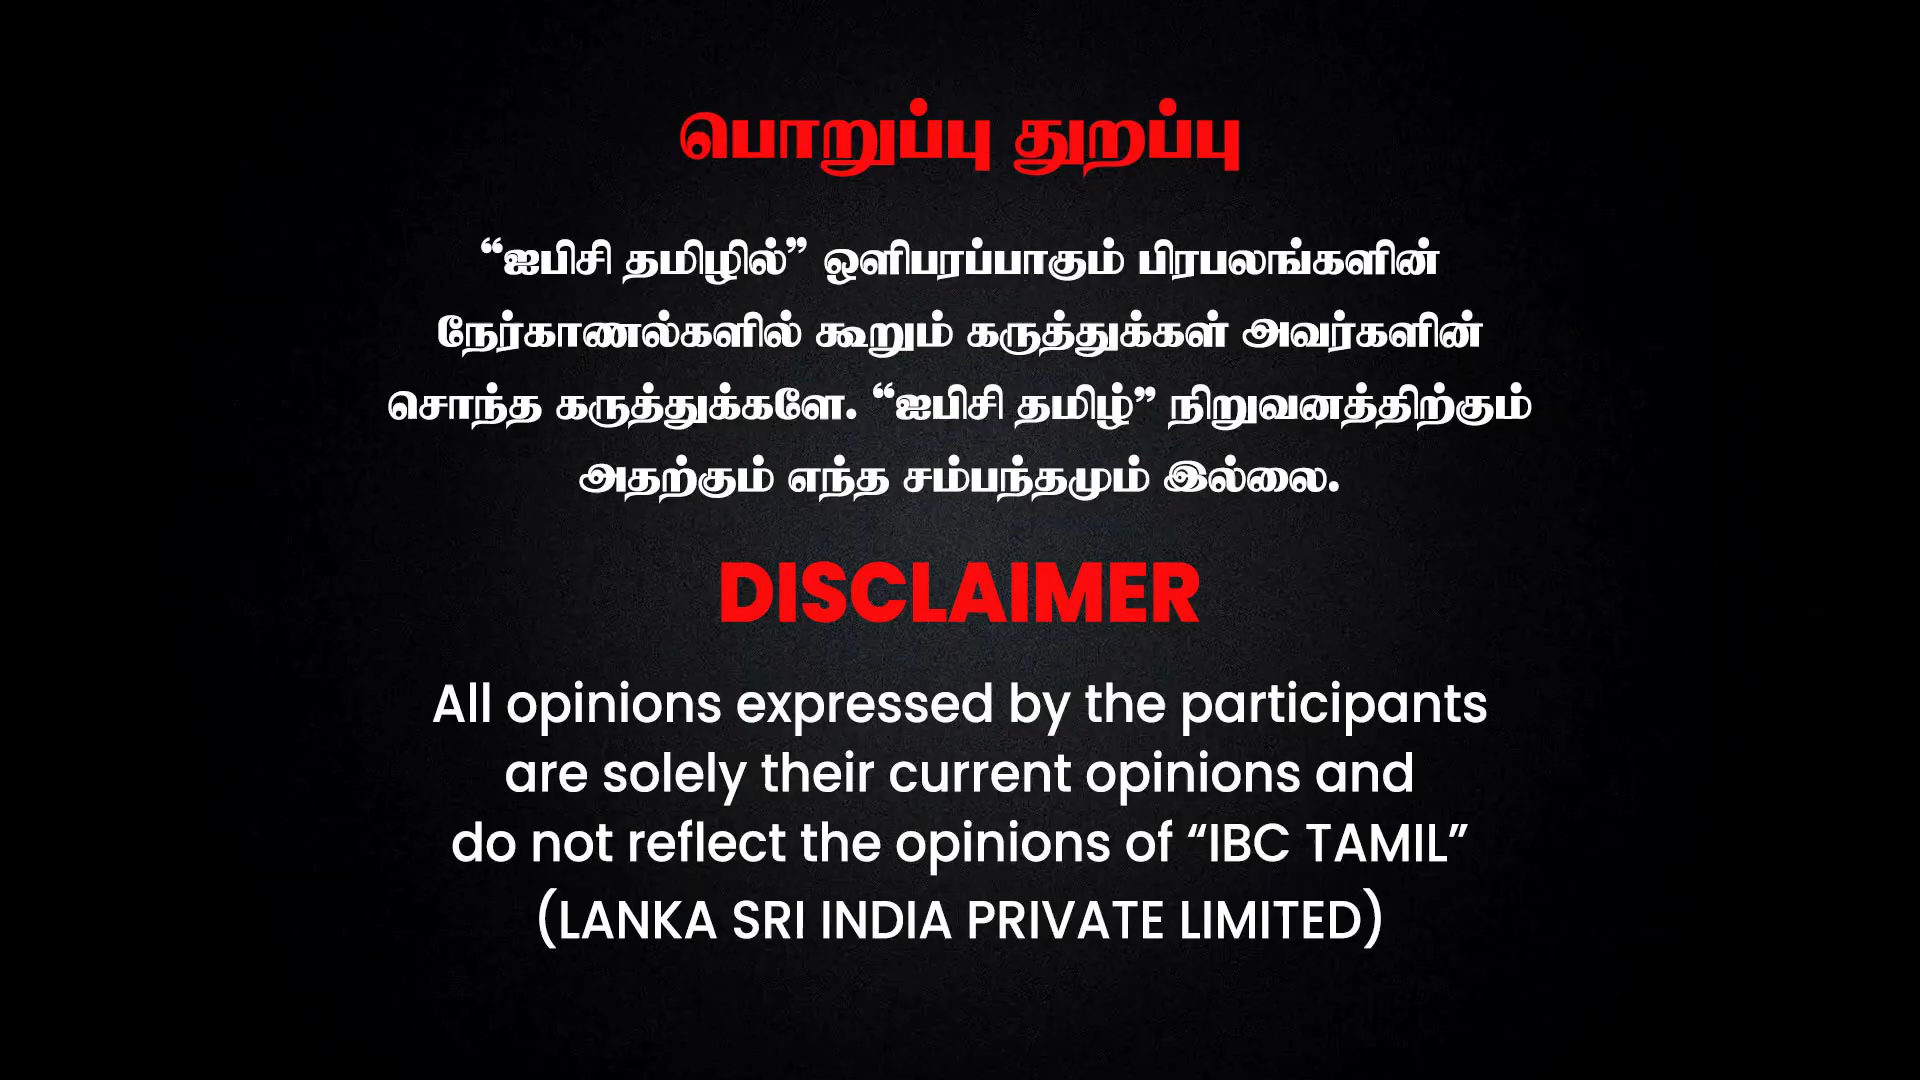 பொறுப்பு துறப்பு
“ஐபிசி தமிழில்” ஒளிபரப்பாகும் பிரபலங்களின்
நேர்காணல்களில் கூறும் கருத்துக்கள் அவர்களின்
சொந்த கருத்துக்களே. “ஐபிசி தமிழ்” நிறுவனத்திற்கும்
அதற்கும் எந்த சம்பந்தமும் இல்லை.
DISCLAIMER
All opinions expressed by the participants
are solely their current opinions and
do not reflect the opinions of “IBC TAMIL”
(LANKA SRI INDIA PRIVATE LIMITED)